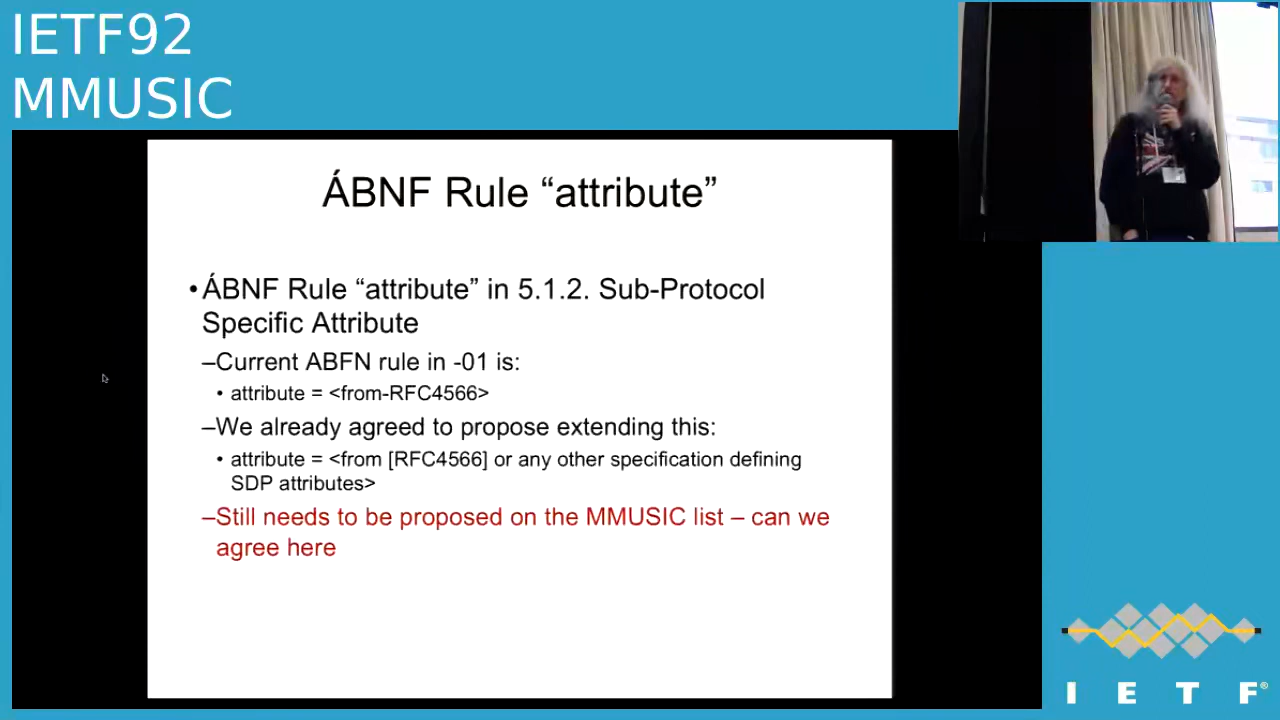 IETF92
MMUSIC
ÁBNF Rule “attribute”
•ÁBNF Rule “attribute” in 5.1.2. Sub-Protocol
Specific Attribute
–Current ABFN rule in -01 is:
• attribute = <from-RFC4566>
–We already agreed to propose extending this:
• attribute = <from [RFC4566] or any other specification defining
SDP attributes>
–Still needs to be proposed on the MMUSIC list – can we
agree here
I E T F®